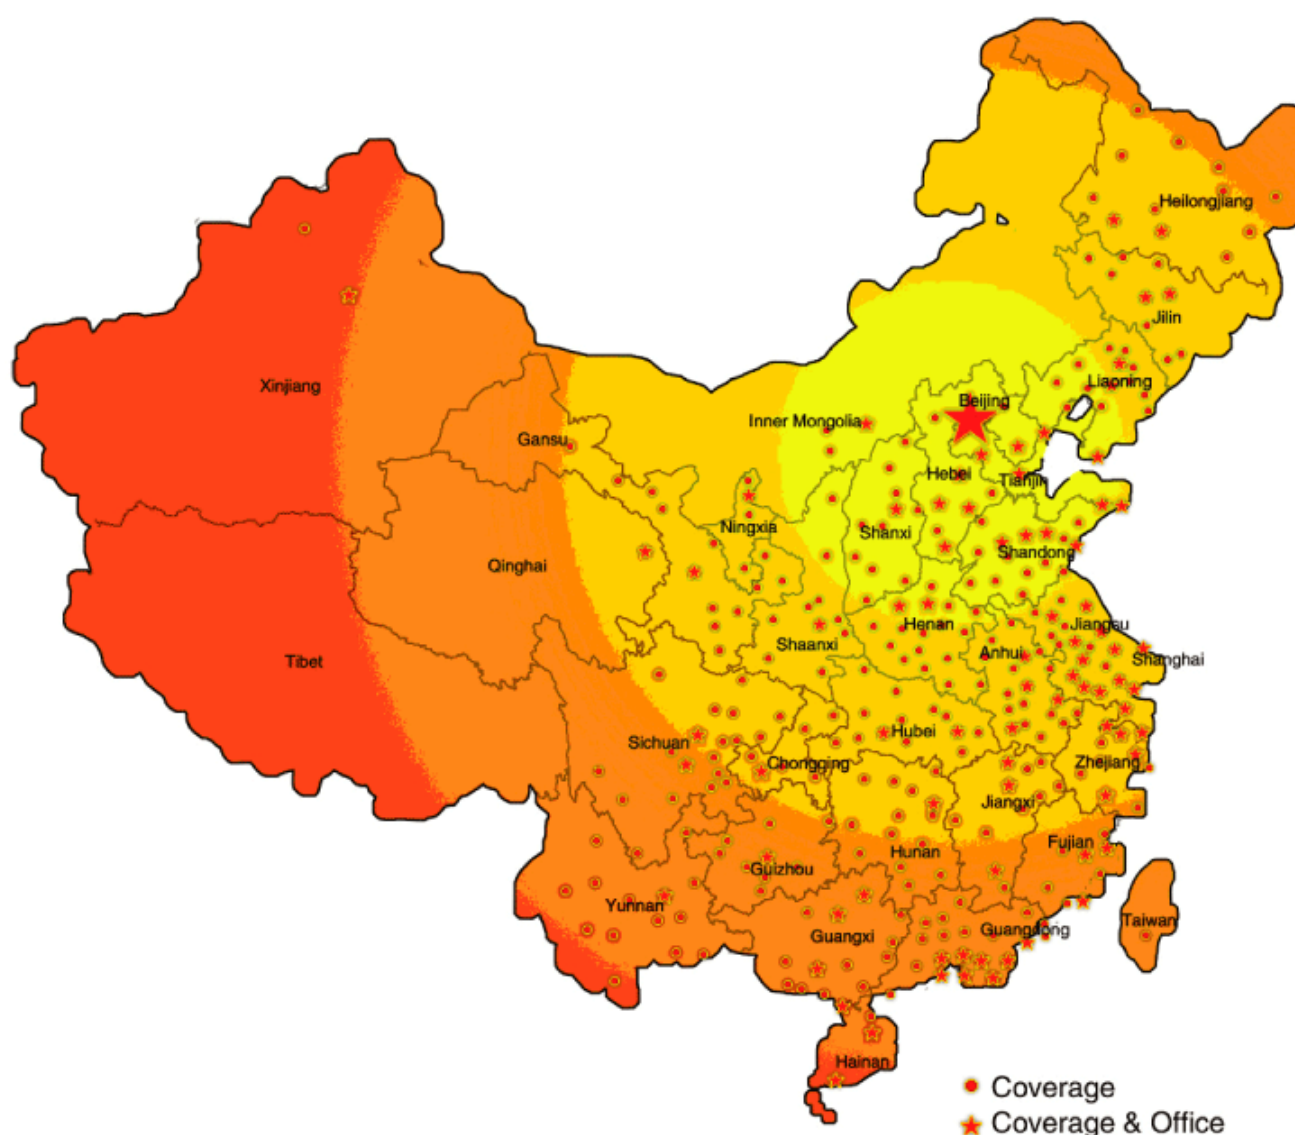 Heilongjiang
Jilin
Xinjiang
Liaoning
Beijing
Inner Mongolia
Gansu
Hebei
Tianjin
Ningxia
Shanxi
Shandong
Qinghai
Henan
Jiangsu
Shaanxi
Anhui
Tibet
Shanghai
Sichuan
Hubei
Chongqing
Zhejiang
Jiangxi
Fujian
Hunan
Guizhou
Yunnan
Taiwan
Guangxi
Guangdong
Hainan
Coverage
Coverage & Office